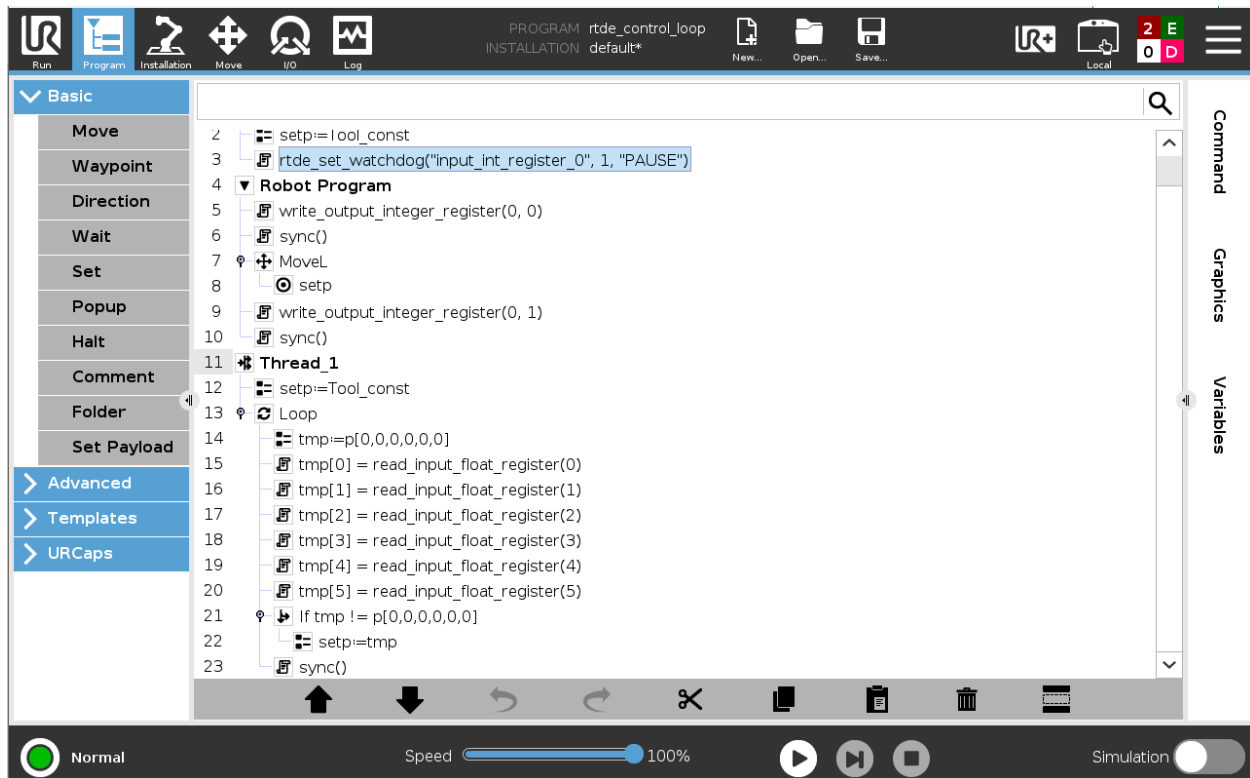 UR
Run
Program
Installation
Move
I/O
Log
PROGRAM rtde_control_loop
INSTALLATION default*
New...
Open...
Save...
UR+
Local
2 E
0 D
Basic
Move
Waypoint
Direction
Wait
Set
Popup
Halt
Comment
Folder
Set Payload
Advanced
Templates
URCaps
2 setp:=Tool_const
3 rtde_set_watchdog("input_int_register_0", 1, "PAUSE")
4 Robot Program
5 write_output_integer_register(0, 0)
6 sync()
7 MoveL
8 setp
9 write_output_integer_register(0, 1)
10 sync()
11 Thread_1
12 setp:=Tool_const
13 Loop
14 tmp:=p[0,0,0,0,0,0]
15 tmp[0] = read_input_float_register(0)
16 tmp[1] = read_input_float_register(1)
17 tmp[2] = read_input_float_register(2)
18 tmp[3] = read_input_float_register(3)
19 tmp[4] = read_input_float_register(4)
20 tmp[5] = read_input_float_register(5)
21 If tmp != p[0,0,0,0,0,0]
22 setp:=tmp
23 sync()
Command
Graphics
Variables
Normal
Speed 100%
Simulation